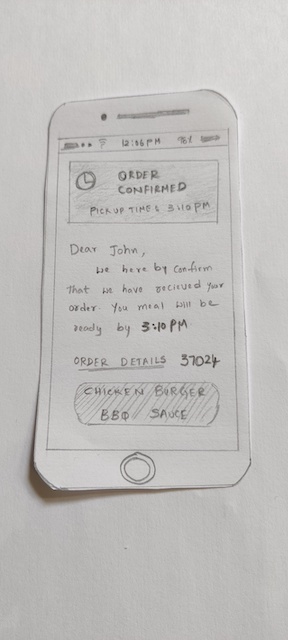 12:56 PM 76%
ORDER
CONFIRMED
PICKUP TIME: 3:10 PM
Dear John,
we here by confirm
That we have recieved your
order. You meal will be
ready by 3:10 PM
ORDER DETAILS 37024
CHICKEN BURGER
BBQ SAUCE